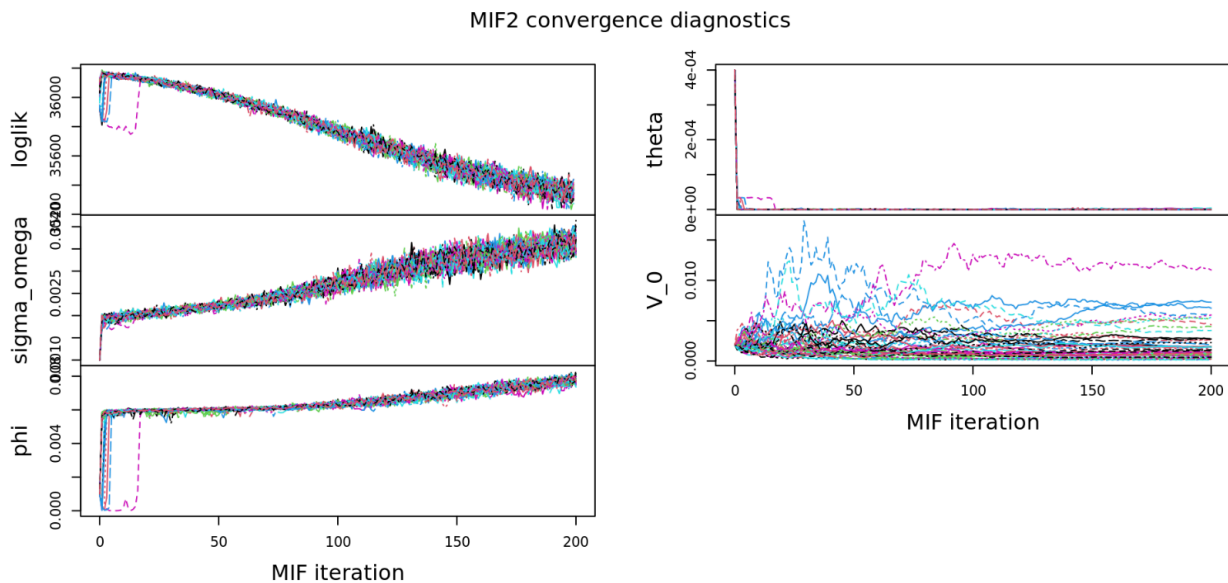 MIF2 convergence diagnostics
loglik
36000
35600
sigma_omega
0.0025
phi
0.004
0.000
0
50
100
150
200
MIF iteration
theta
4e-04
2e-04
0e+00
V_0
0.010
0.000
0
50
100
150
200
MIF iteration